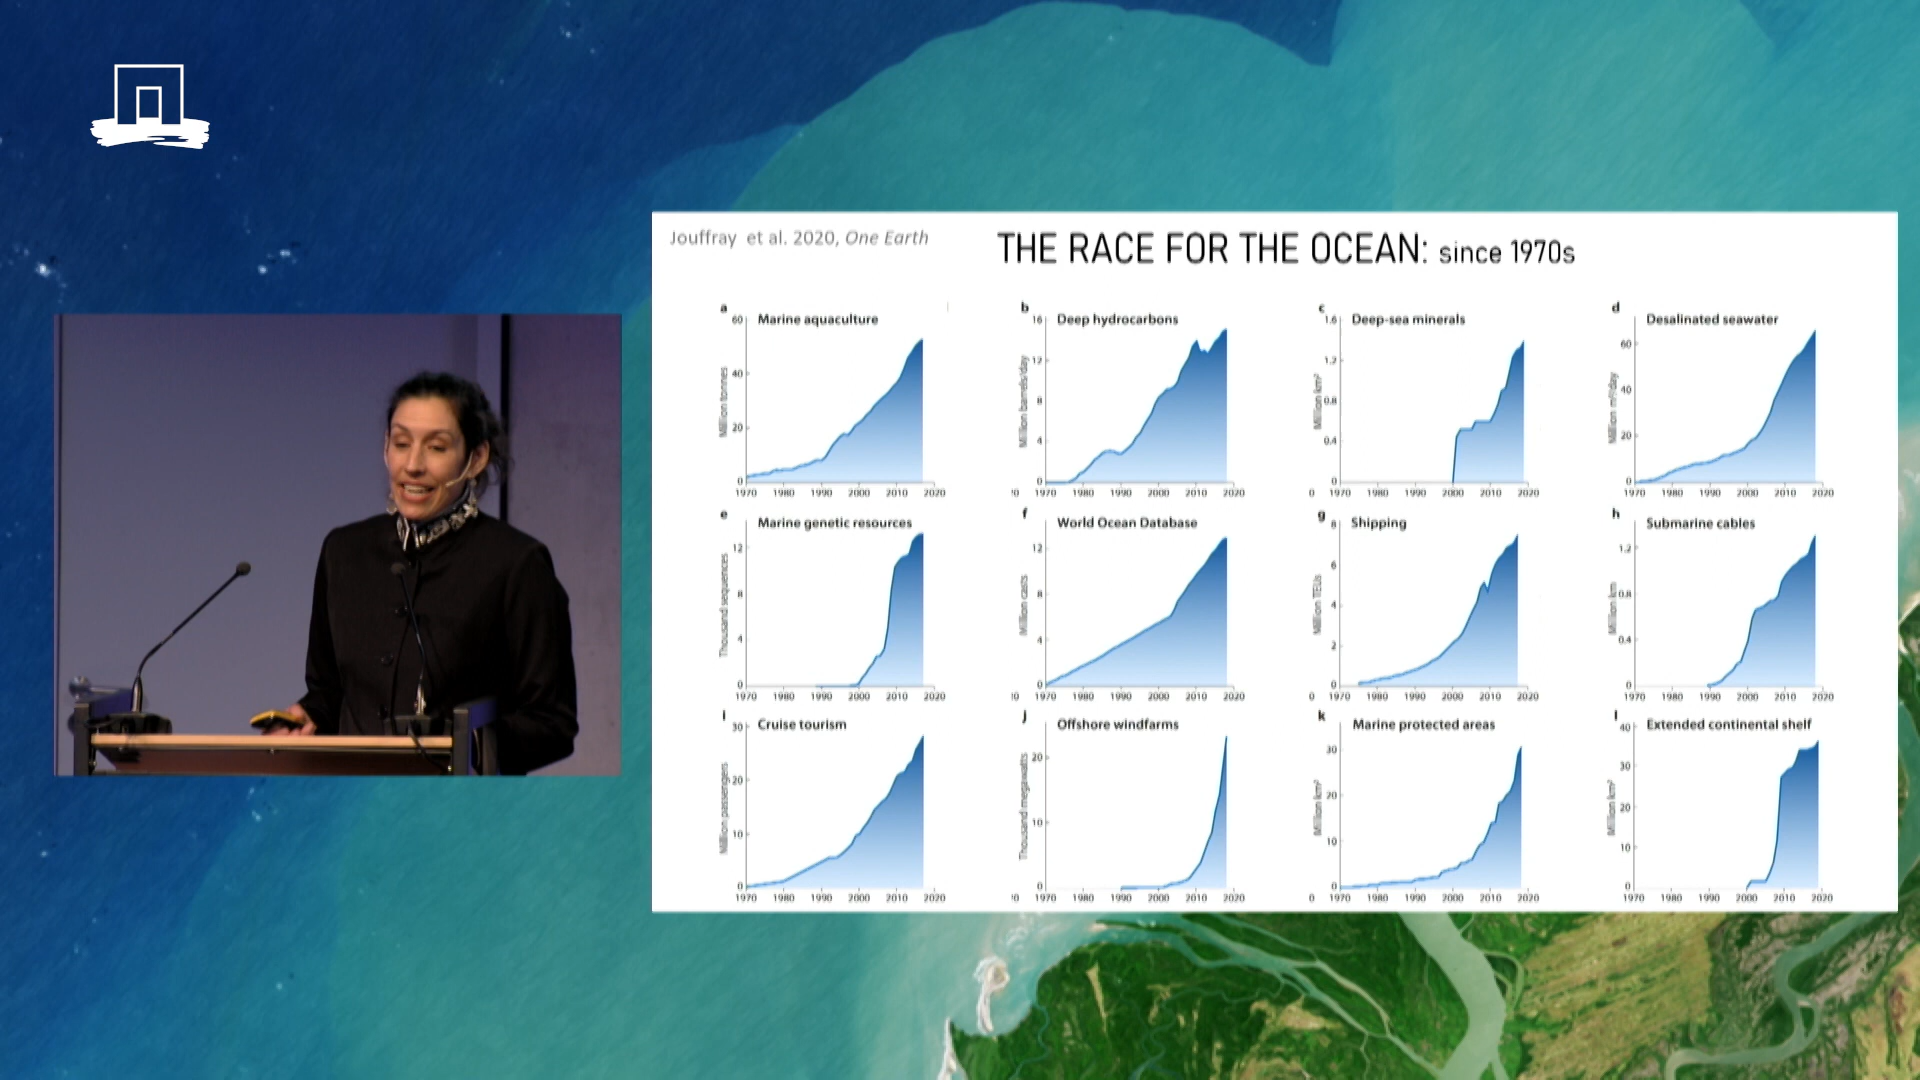 Jouffray et al. 2020, One Earth
THE RACE FOR THE OCEAN: since 1970s
a Marine aquaculture
Million tonnes
60
40
20
0
1970 1980 1990 2000 2010 2020
b Deep hydrocarbons
Million barrels/day
16
12
8
4
0
1970 1980 1990 2000 2010 2020
c Deep-sea minerals
Million km²
1.6
1.2
0.8
0.4
0
1970 1980 1990 2000 2010 2020
d Desalinated seawater
Million m³/day
60
40
20
0
1970 1980 1990 2000 2010 2020
e Marine genetic resources
Thousand sequences
12
8
4
0
1970 1980 1990 2000 2010 2020
f World Ocean Database
Million casts
12
8
4
0
1970 1980 1990 2000 2010 2020
g Shipping
Million TEUs
8
6
4
2
0
1970 1980 1990 2000 2010 2020
h Submarine cables
Million km
1.2
0.8
0.4
0
1970 1980 1990 2000 2010 2020
i Cruise tourism
Million passengers
30
20
10
0
1970 1980 1990 2000 2010 2020
j Offshore windfarms
Thousand megawatts
20
10
0
1970 1980 1990 2000 2010 2020
k Marine protected areas
Million km²
30
20
10
0
1970 1980 1990 2000 2010 2020
l Extended continental shelf
Million km²
40
30
20
10
0
1970 1980 1990 2000 2010 2020